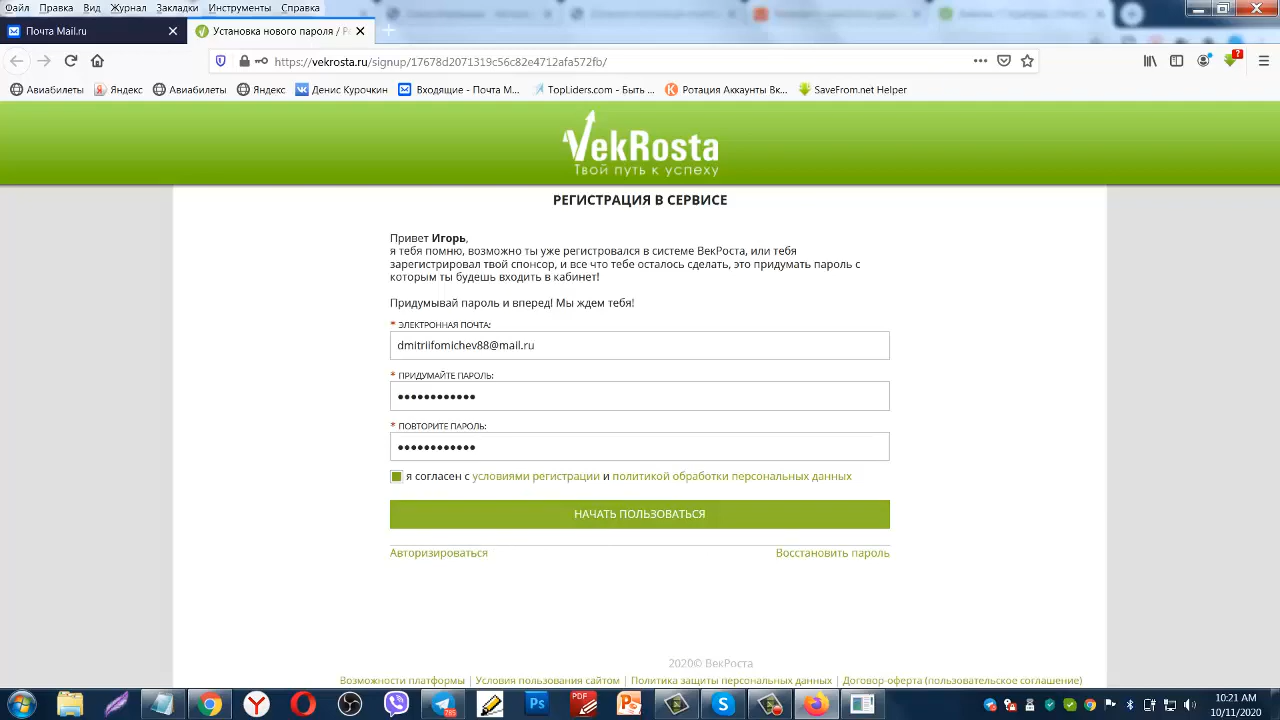 Файл Правка Вид Журнал Закладки Инструменты Справка
Почта Mail.ru
Установка нового пароля / Р
https://vekrosta.ru/signup/17678d2071319c59c62e4712afa572fb/
Авиабилеты Яндекс Авиабилеты Яндекс Денис Курочкин Входящие - Почта M... TopLiders.com - Быть ... Ротация Аккаунты Вк... SaveFrom.net Helper
VekRosta
Твой путь к успеху
РЕГИСТРАЦИЯ В СЕРВИСЕ
Привет Игорь,
я тебя помню, возможно ты уже регистровался в системе ВекРоста, или тебя
зарегистрировал твой спонсор, и все что тебе осталось сделать, это придумать пароль с
которым ты будешь входить в кабинет!
Придумывай пароль и вперед! Мы ждем тебя!
* ЭЛЕКТРОННАЯ ПОЧТА:
dmitriifomichev88@mail.ru
* ПРИДУМАЙТЕ ПАРОЛЬ:
* ПОВТОРИТЕ ПАРОЛЬ:
я согласен с условиями регистрации и политикой обработки персональных данных
НАЧАТЬ ПОЛЬЗОВАТЬСЯ
Авторизироваться Восстановить пароль
2020© ВекРоста
Возможности платформы | Условия пользования сайтом | Политика защиты персональных данных | Договор-оферта (пользовательское соглашение)
785
PDF
Ps
10:21 AM
10/11/2020